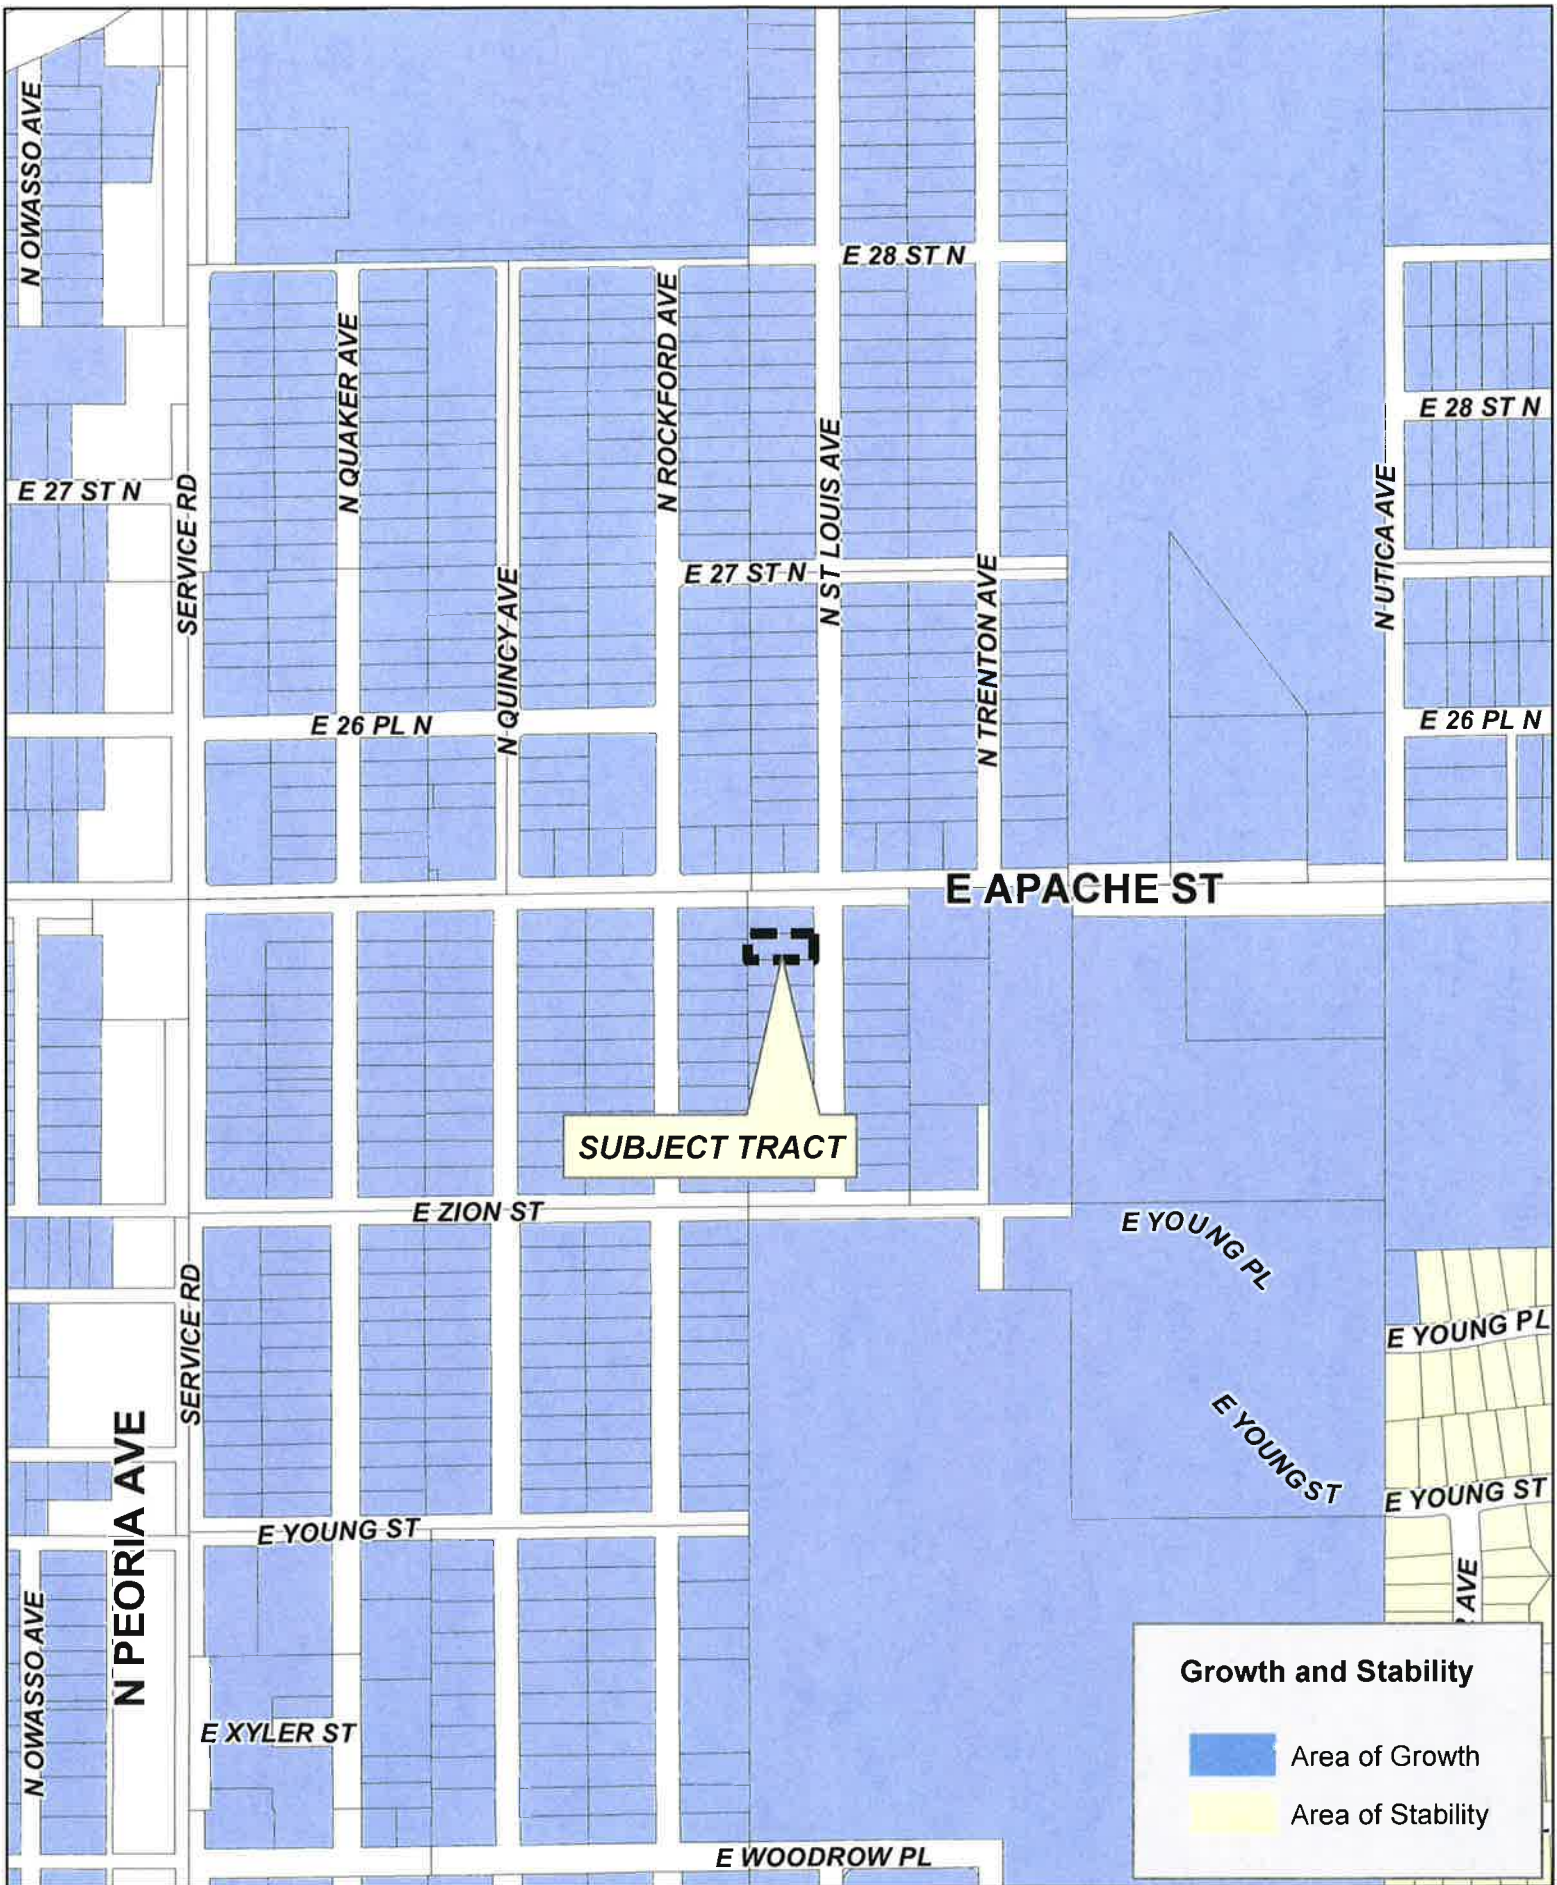 N OWASSO AVE
E 28 ST N
N QUAKER AVE
N ROCKFORD AVE
E 28 ST N
N ST LOUIS AVE
N UTICA AVE
E 27 ST N
SERVICE RD
E 27 ST N
N QUINCY AVE
N TRENTON AVE
E 26 PL N
E 26 PL N
E APACHE ST
SUBJECT TRACT
E ZION ST
E YOUNG PL
SERVICE RD
E YOUNG PL
N PEORIA AVE
E YOUNG ST
E YOUNG ST
E YOUNG ST
N OWASSO AVE
AVE
E XYLER ST
Growth and Stability
Area of Growth
Area of Stability
E WOODROW PL